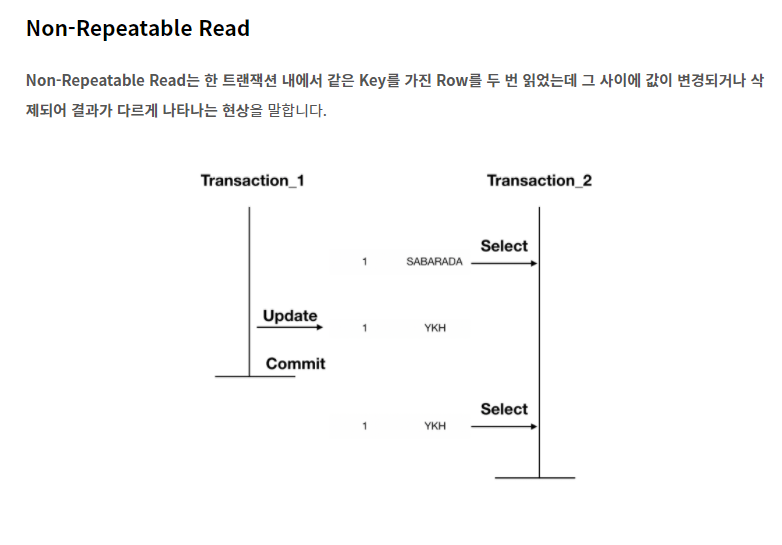 Non-Repeatable Read
Non-Repeatable Read는 한 트랜잭션 내에서 같은 Key를 가진 Row를 두 번 읽었는데 그 사이에 값이 변경되거나 삭
제되어 결과가 다르게 나타나는 현상을 말합니다.
Transaction_1 Transaction_2
Select
1 SABARADA
Update
1 YKH
Commit
Select
1 YKH